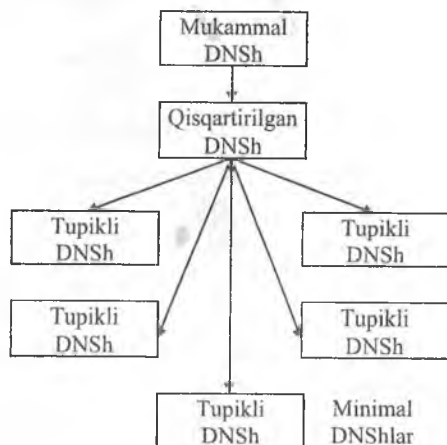 Mukammal
DNSh
Qisqartirilgan
DNSh
Tupikli
DNSh
Tupikli
DNSh
Tupikli
DNSh
Tupikli
DNSh
Tupikli
DNSh
Minimal
DNShlar